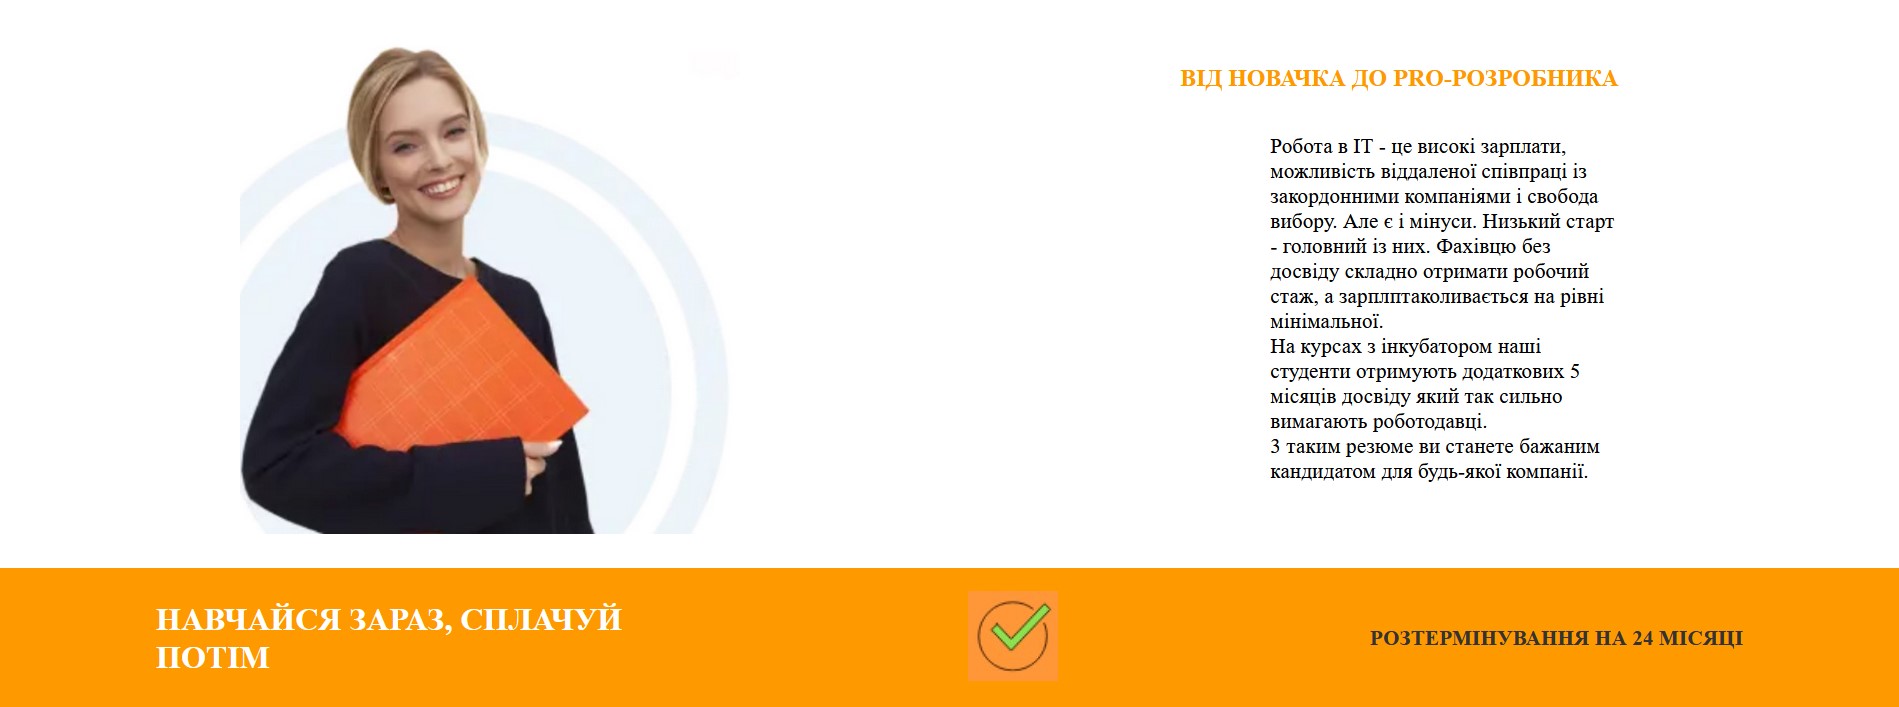 ВІД НОВАЧКА ДО PRO-РОЗРОБНИКА
Робота в IT - це високі зарплати,
можливість віддаленої співпраці із
закордонними компаніями і свобода
вибору. Але є і мінуси. Низький старт
- головний із них. Фахівцю без
досвіду складно отримати робочий
стаж, а зарплптаколивається на рівні
мінімальної.
На курсах з інкубатором наші
студенти отримують додаткових 5
місяців досвіду який так сильно
вимагають роботодавці.
З таким резюме ви станете бажаним
кандидатом для будь-якої компанії.
НАВЧАЙСЯ ЗАРАЗ, СПЛАЧУЙ
ПОТІМ
РОЗТЕРМІНУВАННЯ НА 24 МІСЯЦІ